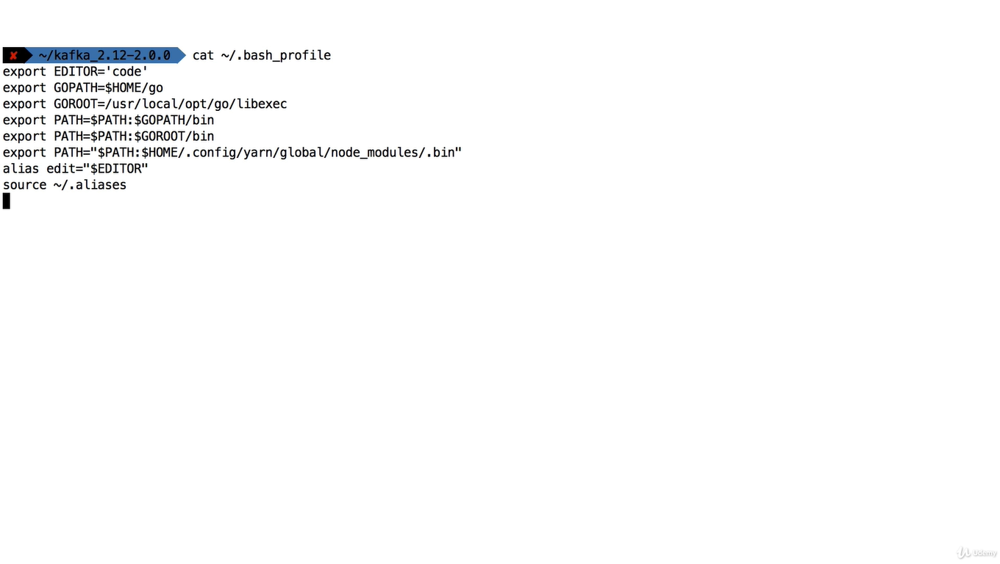 ✘ ~/kafka_2.12-2.0.0 cat ~/.bash_profile
export EDITOR='code'
export GOPATH=$HOME/go
export GOROOT=/usr/local/opt/go/libexec
export PATH=$PATH:$GOPATH/bin
export PATH=$PATH:$GOROOT/bin
export PATH="$PATH:$HOME/.config/yarn/global/node_modules/.bin"
alias edit="$EDITOR"
source ~/.aliases
Udemy